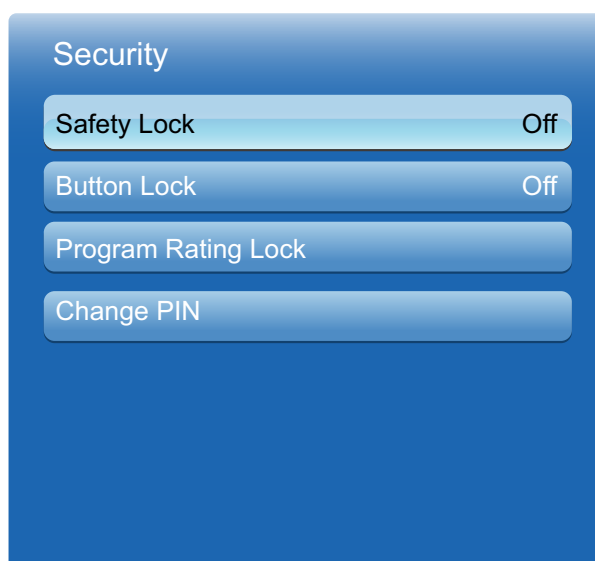 Security
Safety Lock Off
Button Lock Off
Program Rating Lock
Change PIN